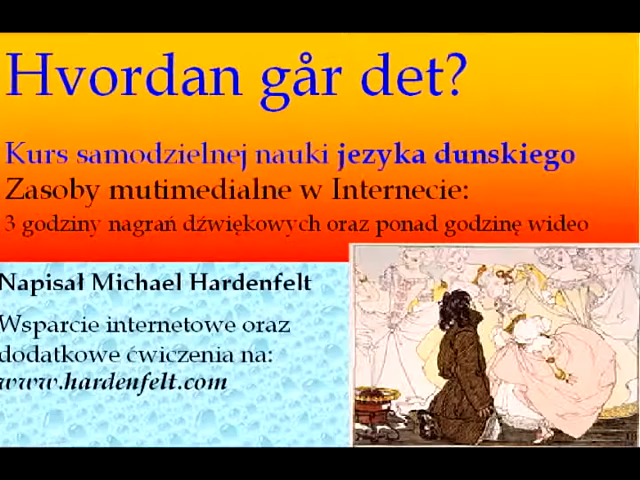 Hvordan går det?
Kurs samodzielnej nauki jezyka dunskiego
Zasoby mutimedialne w Internecie:
3 godziny nagrań dźwiękowych oraz ponad godzinę wideo
Napisał Michael Hardenfelt
Wsparcie internetowe oraz
dodatkowe ćwiczenia na:
www.hardenfelt.com